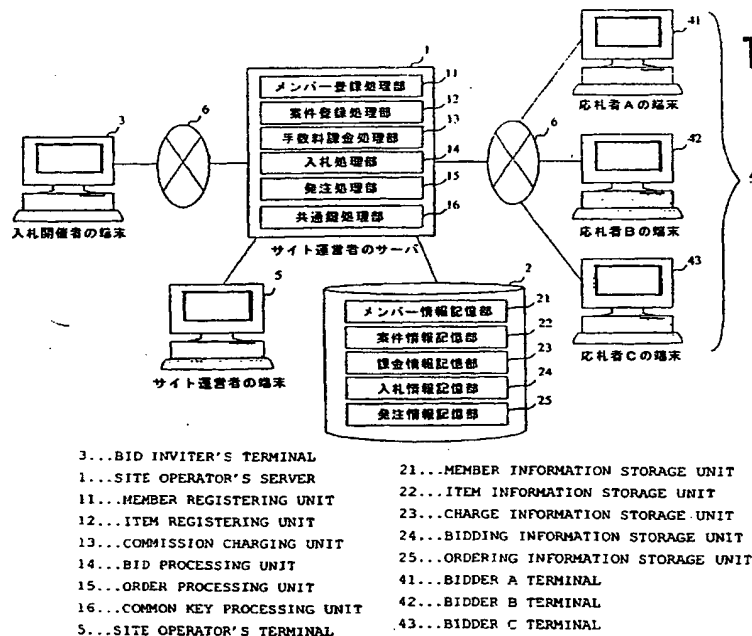 1
メンバー登録処理部 11
案件登録処理部 12
手数料課金処理部 13
入札処理部 14
発注処理部 15
共通鍵処理部 16
サイト運営者のサーバ
3
入札開催者の端末
6
5
サイト運営者の端末
2
メンバー情報記憶部 21
案件情報記憶部 22
課金情報記憶部 23
入札情報記憶部 24
発注情報記憶部 25
6
41
応札者Aの端末
42
応札者Bの端末
43
応札者Cの端末
3...BID INVITER'S TERMINAL
1...SITE OPERATOR'S SERVER
11...MEMBER REGISTERING UNIT
12...ITEM REGISTERING UNIT
13...COMMISSION CHARGING UNIT
14...BID PROCESSING UNIT
15...ORDER PROCESSING UNIT
16...COMMON KEY PROCESSING UNIT
5...SITE OPERATOR'S TERMINAL
21...MEMBER INFORMATION STORAGE UNIT
22...ITEM INFORMATION STORAGE UNIT
23...CHARGE INFORMATION STORAGE UNIT
24...BIDDING INFORMATION STORAGE UNIT
25...ORDERING INFORMATION STORAGE UNIT
41...BIDDER A TERMINAL
42...BIDDER B TERMINAL
43...BIDDER C TERMINAL